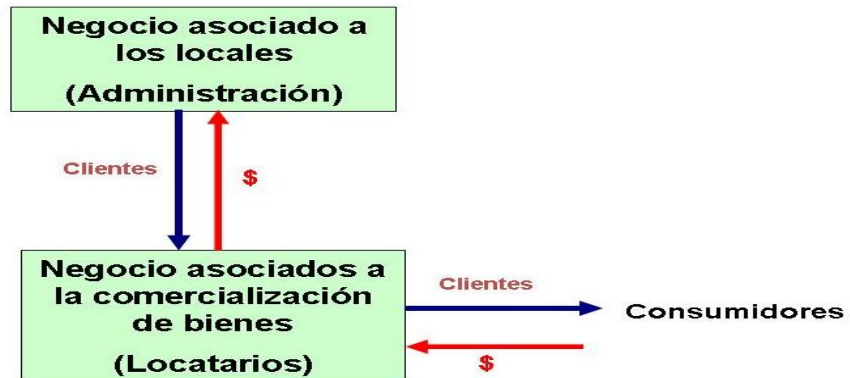 Negocio asociado a
los locales
(Administración)
Clientes
$
Negocio asociados a
la comercialización
de bienes
(Locatarios)
Clientes
Consumidores
$